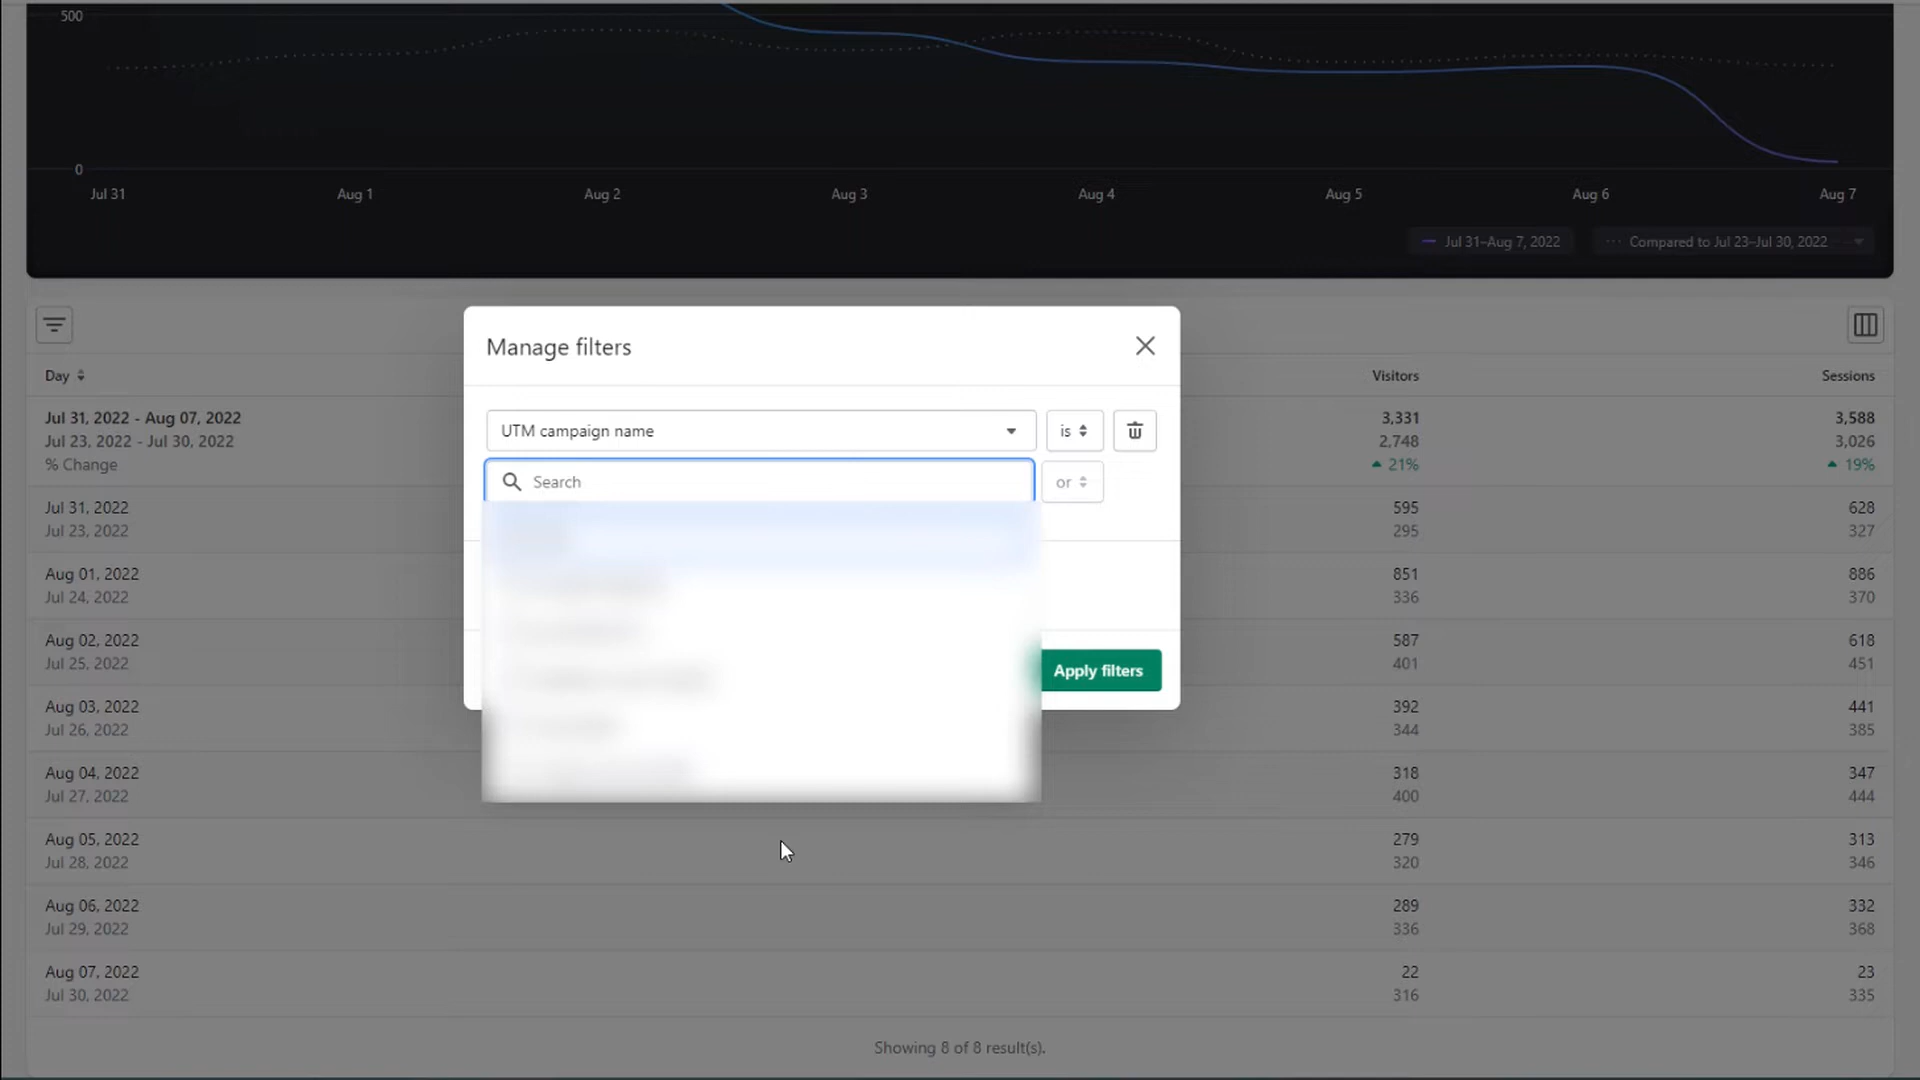 500
0
Jul 31 Aug 1 Aug 2 Aug 3 Aug 4 Aug 5 Aug 6 Aug 7
Jul 31–Aug 7, 2022 Compared to Jul 23–Jul 30, 2022
Manage filters
UTM campaign name is
Search or
Apply filters
Day Visitors Sessions
Jul 31, 2022 - Aug 07, 2022 3,331 3,588
Jul 23, 2022 - Jul 30, 2022 2,748 3,026
% Change 21% 19%
Jul 31, 2022 595 628
Jul 23, 2022 295 327
Aug 01, 2022 851 886
Jul 24, 2022 336 370
Aug 02, 2022 587 618
Jul 25, 2022 401 451
Aug 03, 2022 392 441
Jul 26, 2022 344 385
Aug 04, 2022 318 347
Jul 27, 2022 400 444
Aug 05, 2022 279 313
Jul 28, 2022 320 346
Aug 06, 2022 289 332
Jul 29, 2022 336 368
Aug 07, 2022 22 23
Jul 30, 2022 316 335
Showing 8 of 8 result(s).